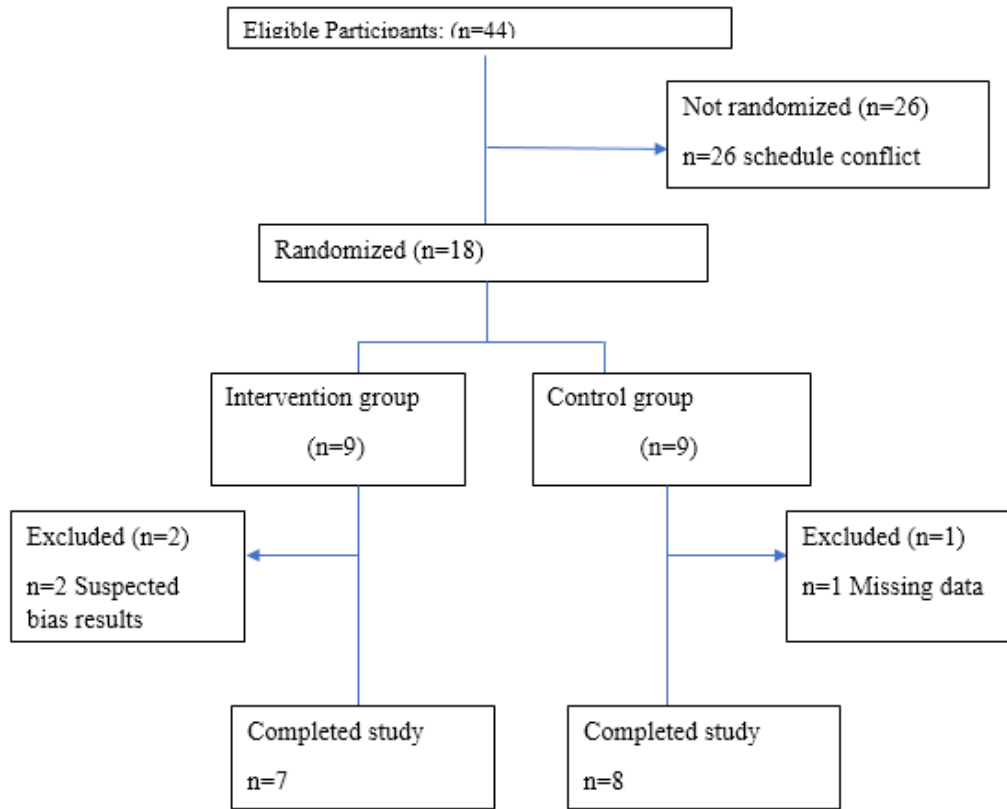 Eligible Participants: (n=44)
Not randomized (n=26)
n=26 schedule conflict
Randomized (n=18)
Intervention group
(n=9)
Control group
(n=9)
Excluded (n=2)
n=2 Suspected
bias results
Excluded (n=1)
n=1 Missing data
Completed study
n=7
Completed study
n=8